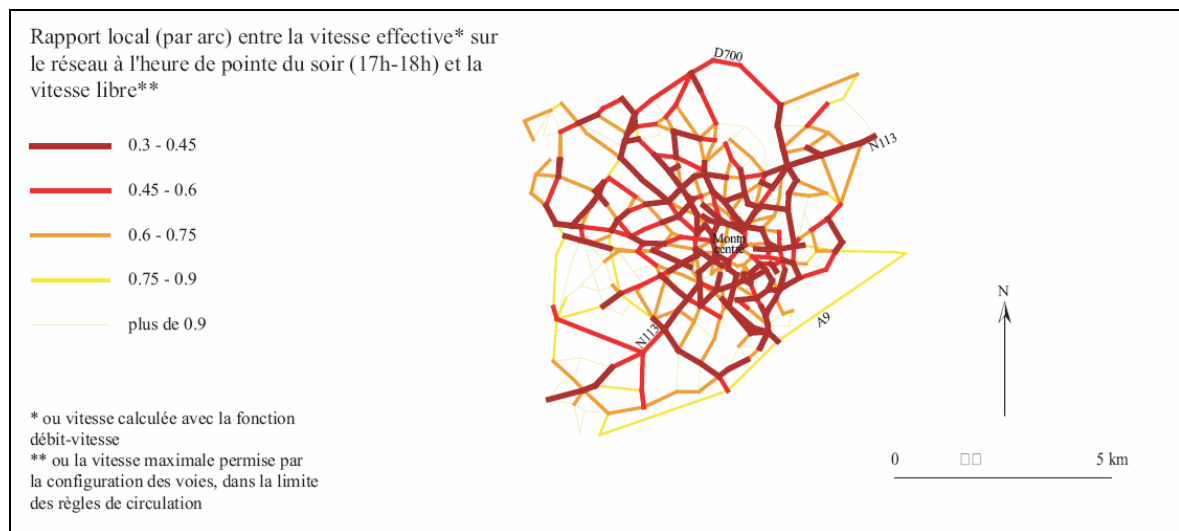 Rapport local (par arc) entre la vitesse effective* sur
le réseau à l'heure de pointe du soir (17h-18h) et la
vitesse libre**
0.3 - 0.45
0.45 - 0.6
0.6 - 0.75
0.75 - 0.9
plus de 0.9
* ou vitesse calculée avec la fonction
débit-vitesse
** ou la vitesse maximale permise par
la configuration des voies, dans la limite
des règles de circulation
D700
N113
Montp
centre
A9
N113
N
0 5 km